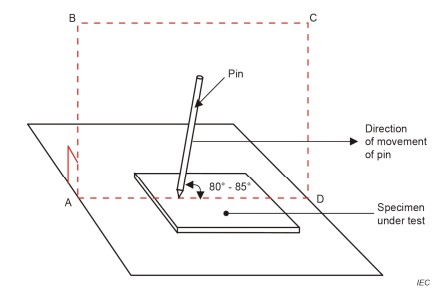 B
C
Pin
Direction
of movement
of pin
80° - 85°
A
D
Specimen
under test
IEC